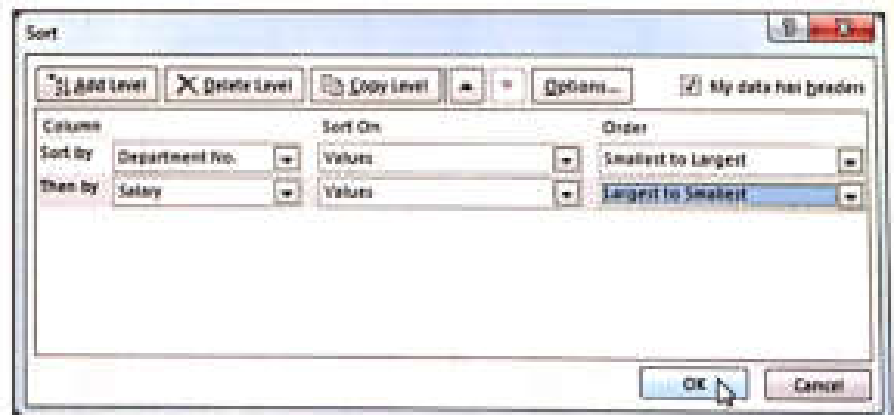 Sort
Add Level Delete Level Copy Level Options... My data has headers
Column Sort On Order
Sort by Department No. Values Smallest to Largest
Then by Salary Values Largest to Smallest
OK Cancel